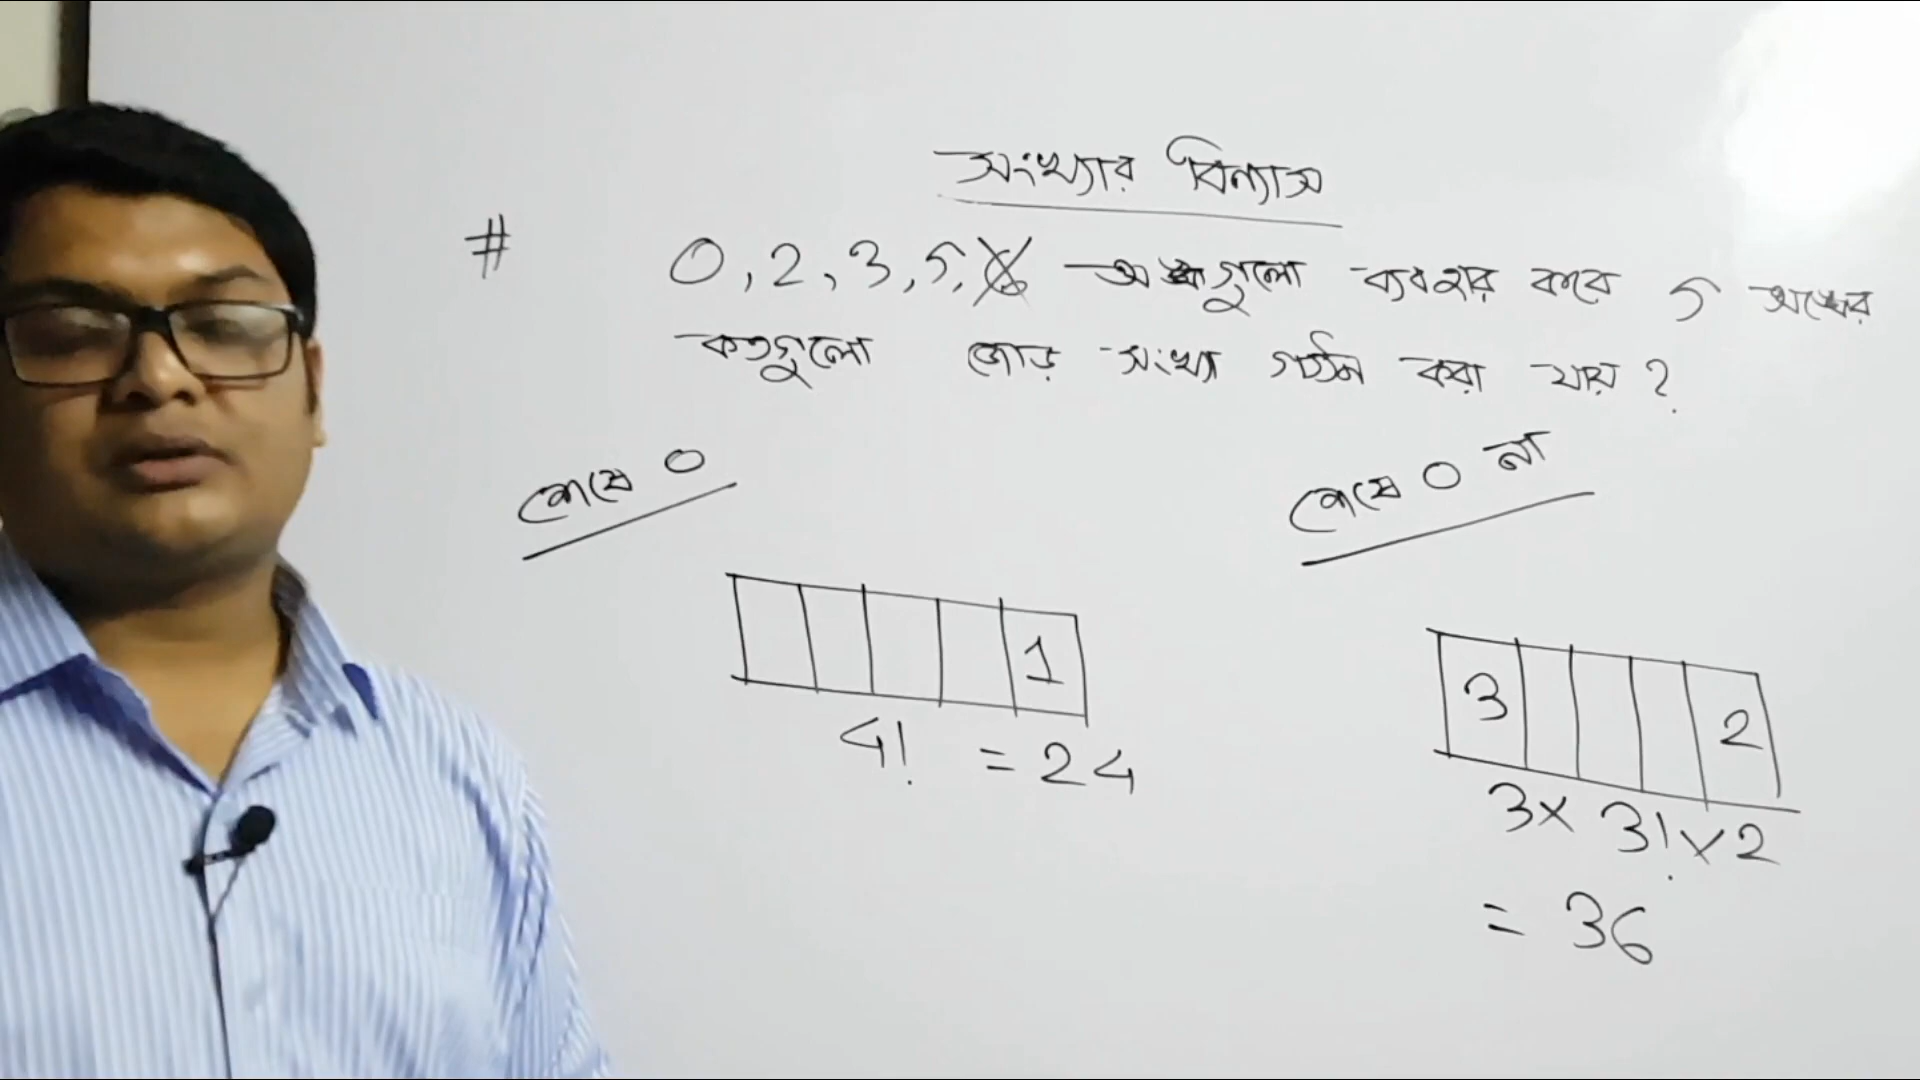 সংখ্যার বিন্যাস
# 0, 2, 3, 5, 6 অঙ্কগুলো ব্যবহার করে 5 অঙ্কের
কতগুলো জোড় সংখ্যা গঠন করা যায় ?
শেষে 0
শেষে 0 না
1
4! = 24
3 2
3 × 3! × 2
= 36